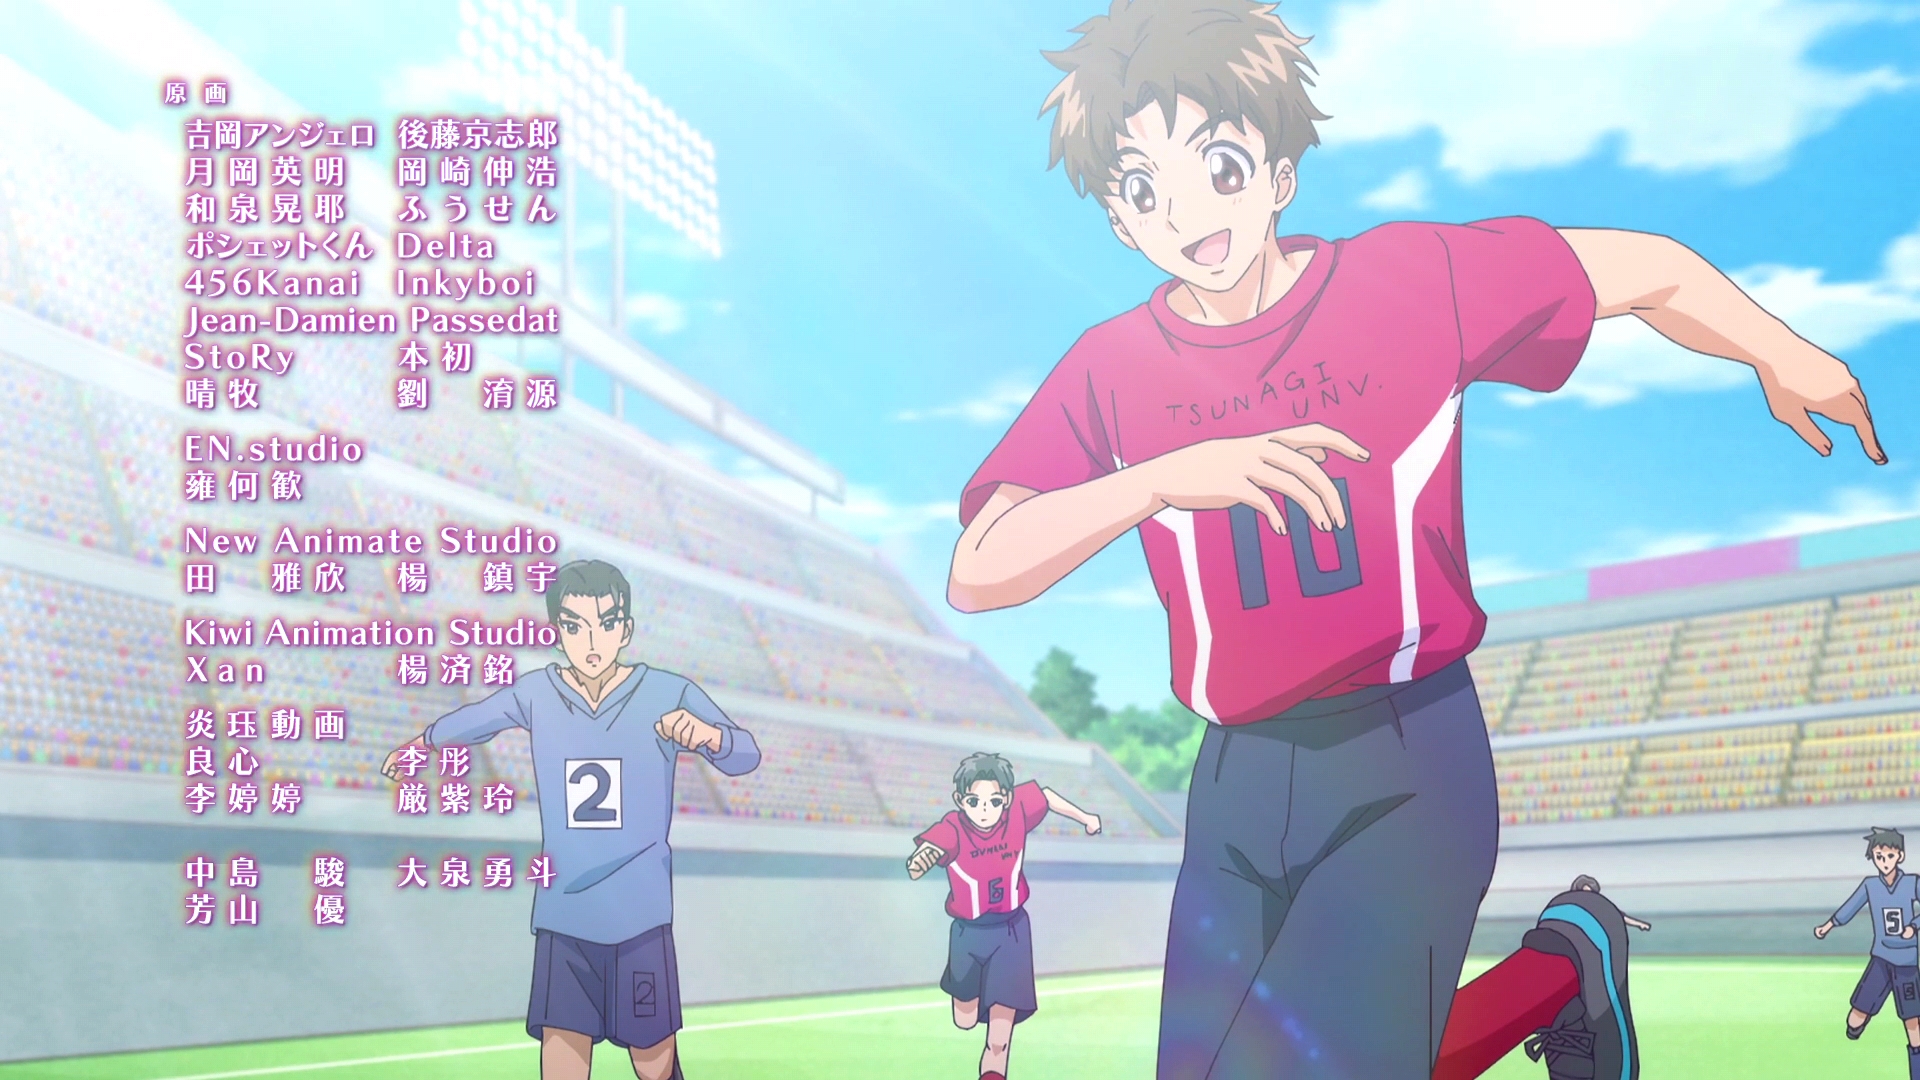 原画
吉岡アンジェロ 後藤京志郎
月岡英明 岡崎伸浩
和泉晃耶 ふうせん
ポシェットくん Delta
456Kanai Inkyboi
Jean-Damien Passedat
StoRy 本初
晴牧 劉淯源
EN.studio
雍何歓
New Animate Studio
田雅欣 楊鎮宇
Kiwi Animation Studio
Xan 楊済銘
炎珏動画
良心 李彤
李婷婷 厳紫玲
中島駿 大泉勇斗
芳山優
TSUNAGI
UNV.
10
2
2
6
5